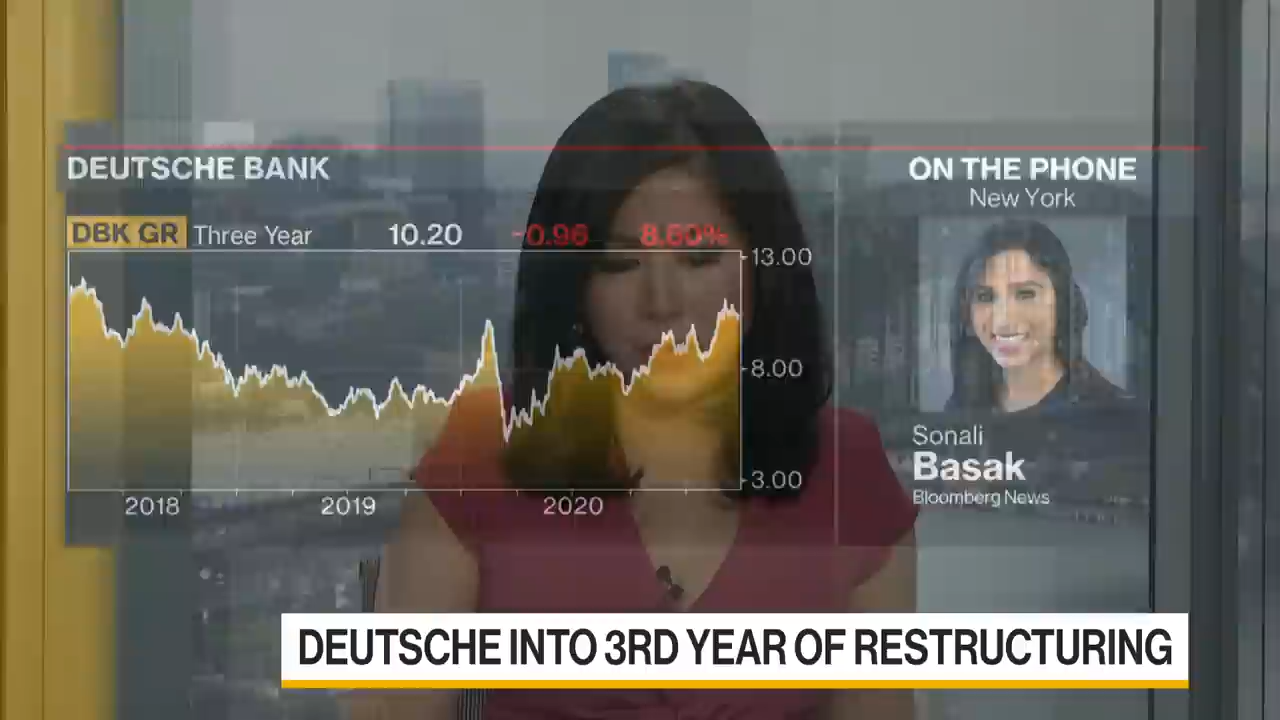 DEUTSCHE BANK
ON THE PHONE
New York
DBK GR Three Year 10.20 -0.96 8.60%
13.00
8.00
3.00
2018 2019 2020
Sonali
Basak
Bloomberg News
DEUTSCHE INTO 3RD YEAR OF RESTRUCTURING